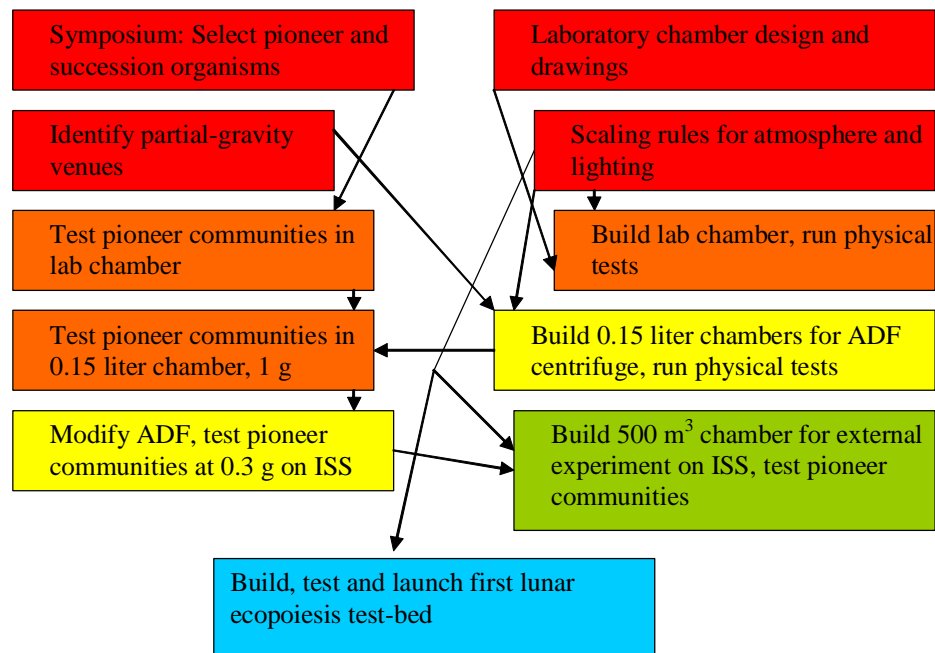 Symposium: Select pioneer and
succession organisms
Laboratory chamber design and
drawings
Identify partial-gravity
venues
Scaling rules for atmosphere and
lighting
Test pioneer communities in
lab chamber
Build lab chamber, run physical
tests
Test pioneer communities in
0.15 liter chamber, 1 g
Build 0.15 liter chambers for ADF
centrifuge, run physical tests
Modify ADF, test pioneer
communities at 0.3 g on ISS
Build 500 m³ chamber for external
experiment on ISS, test pioneer
communities
Build, test and launch first lunar
ecopoiesis test-bed